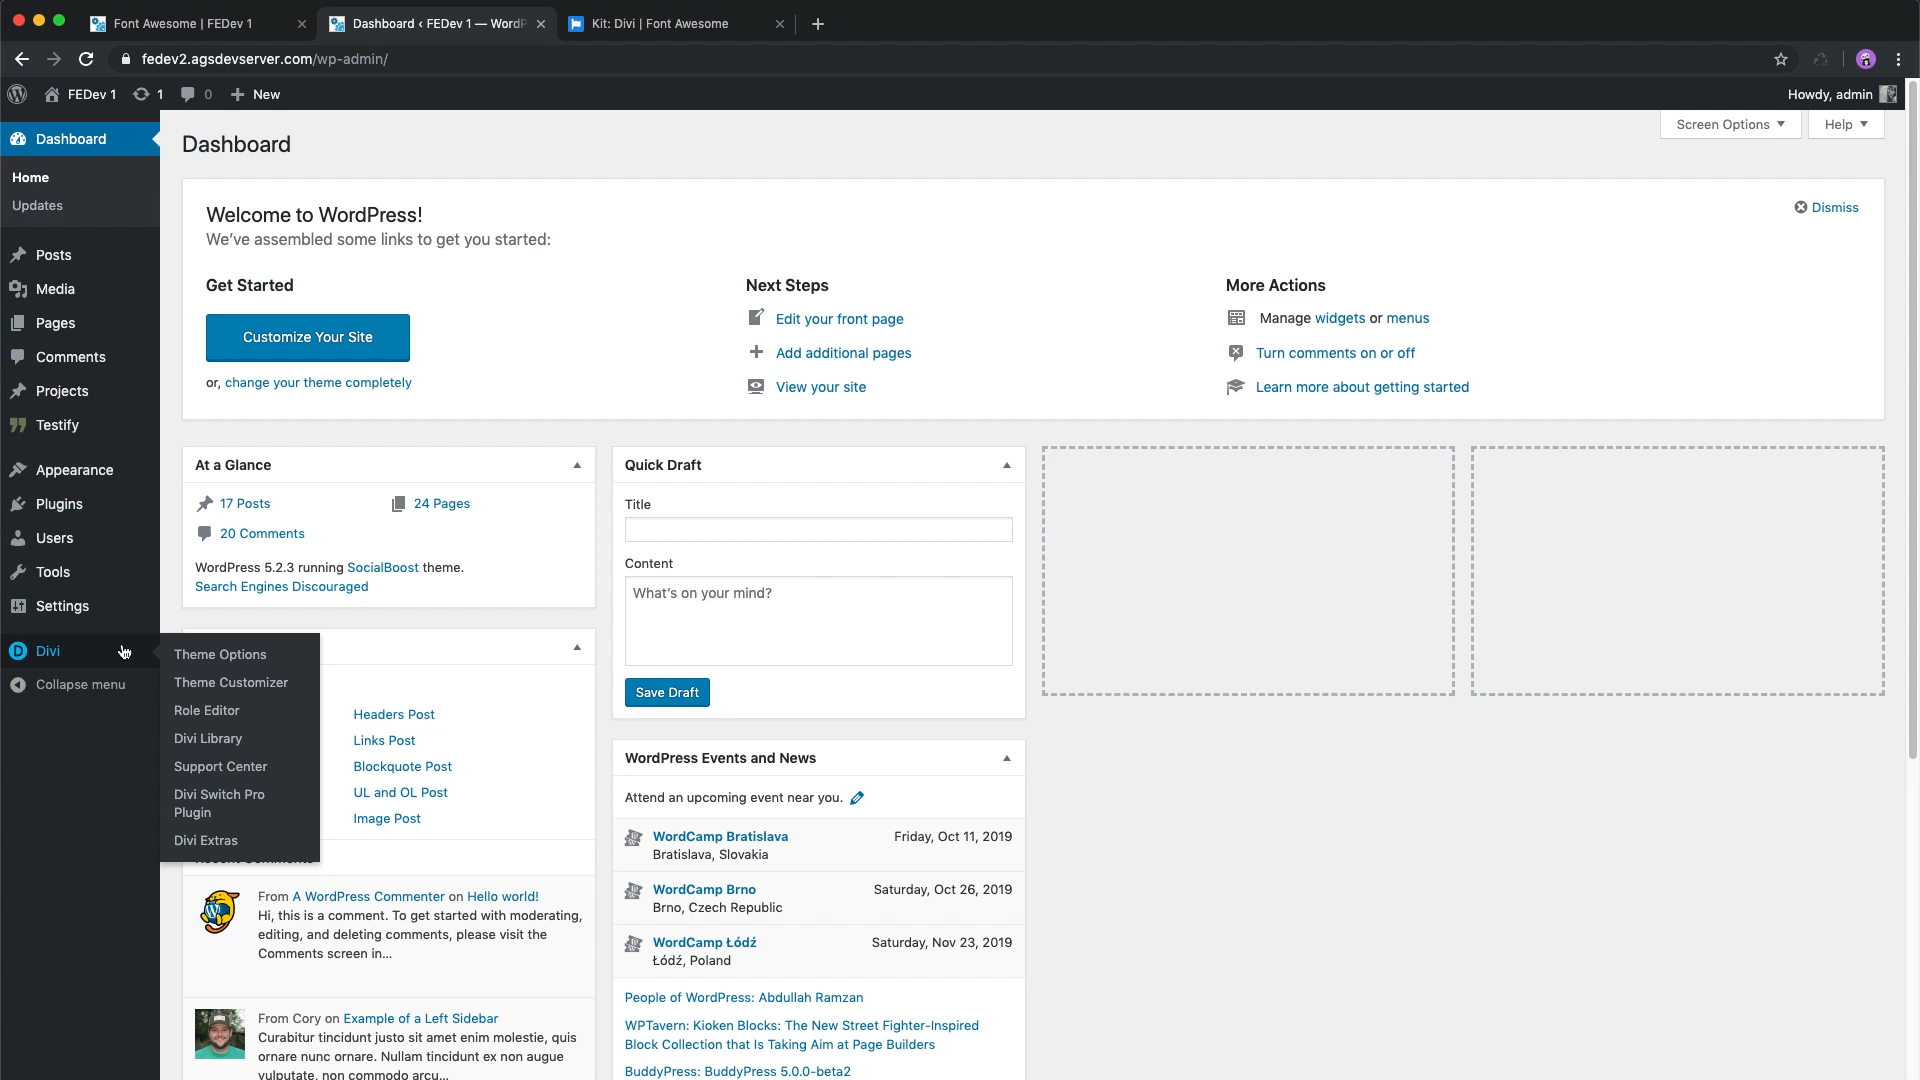 Font Awesome | FEDev 1
Dashboard ‹ FEDev 1 — WordP
Kit: Divi | Font Awesome
fedev2.agsdevserver.com/wp-admin/
FEDev 1
1
0
New
Howdy, admin
Dashboard
Home
Updates
Posts
Media
Pages
Comments
Projects
Testify
Appearance
Plugins
Users
Tools
Settings
Divi
Collapse menu
Theme Options
Theme Customizer
Role Editor
Divi Library
Support Center
Divi Switch Pro
Plugin
Divi Extras
Dashboard
Screen Options
Help
Welcome to WordPress!
We've assembled some links to get you started:
Dismiss
Get Started
Customize Your Site
or, change your theme completely
Next Steps
Edit your front page
Add additional pages
View your site
More Actions
Manage widgets or menus
Turn comments on or off
Learn more about getting started
At a Glance
17 Posts
24 Pages
20 Comments
WordPress 5.2.3 running SocialBoost theme.
Search Engines Discouraged
Headers Post
Links Post
Blockquote Post
UL and OL Post
Image Post
From A WordPress Commenter on Hello world!
Hi, this is a comment. To get started with moderating,
editing, and deleting comments, please visit the
Comments screen in...
From Cory on Example of a Left Sidebar
Curabitur tincidunt justo sit amet enim molestie, quis
ornare nunc ornare. Nullam tincidunt ex non augue
vulputate, non commodo arcu...
Quick Draft
Title
Content
What's on your mind?
Save Draft
WordPress Events and News
Attend an upcoming event near you.
WordCamp Bratislava
Friday, Oct 11, 2019
Bratislava, Slovakia
WordCamp Brno
Saturday, Oct 26, 2019
Brno, Czech Republic
WordCamp Łódź
Saturday, Nov 23, 2019
Łódź, Poland
People of WordPress: Abdullah Ramzan
WPTavern: Kioken Blocks: The New Street Fighter-Inspired
Block Collection that Is Taking Aim at Page Builders
BuddyPress: BuddyPress 5.0.0-beta2